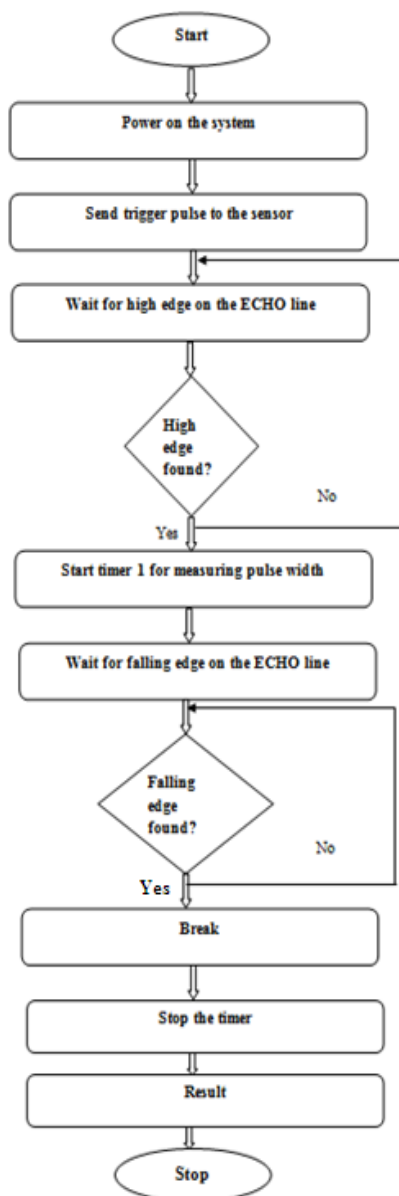 Start
Power on the system
Send trigger pulse to the sensor
Wait for high edge on the ECHO line
High
edge
found?
No
Yes
Start timer 1 for measuring pulse width
Wait for falling edge on the ECHO line
Falling
edge
found?
No
Yes
Break
Stop the timer
Result
Stop